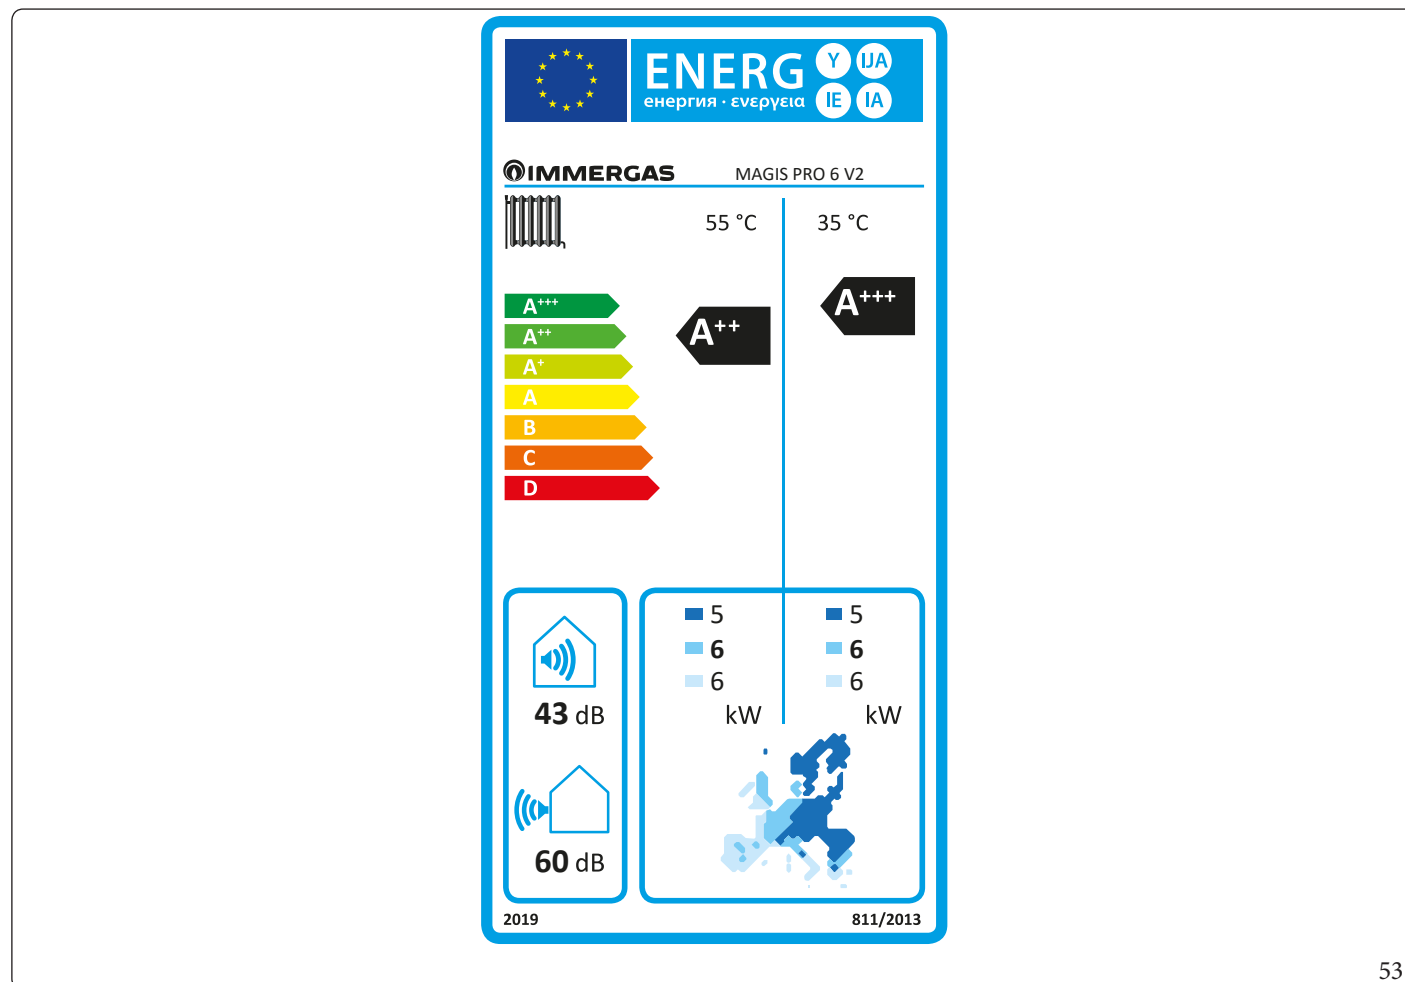 ENERG Y IJA
енергия · ενεργεια IE IA
IMMERGAS MAGIS PRO 6 V2
55 °C 35 °C
A+++
A++
A+
A
B
C
D
A++
A+++
43 dB
60 dB
5 5
6 6
6 6
kW kW
2019 811/2013
53